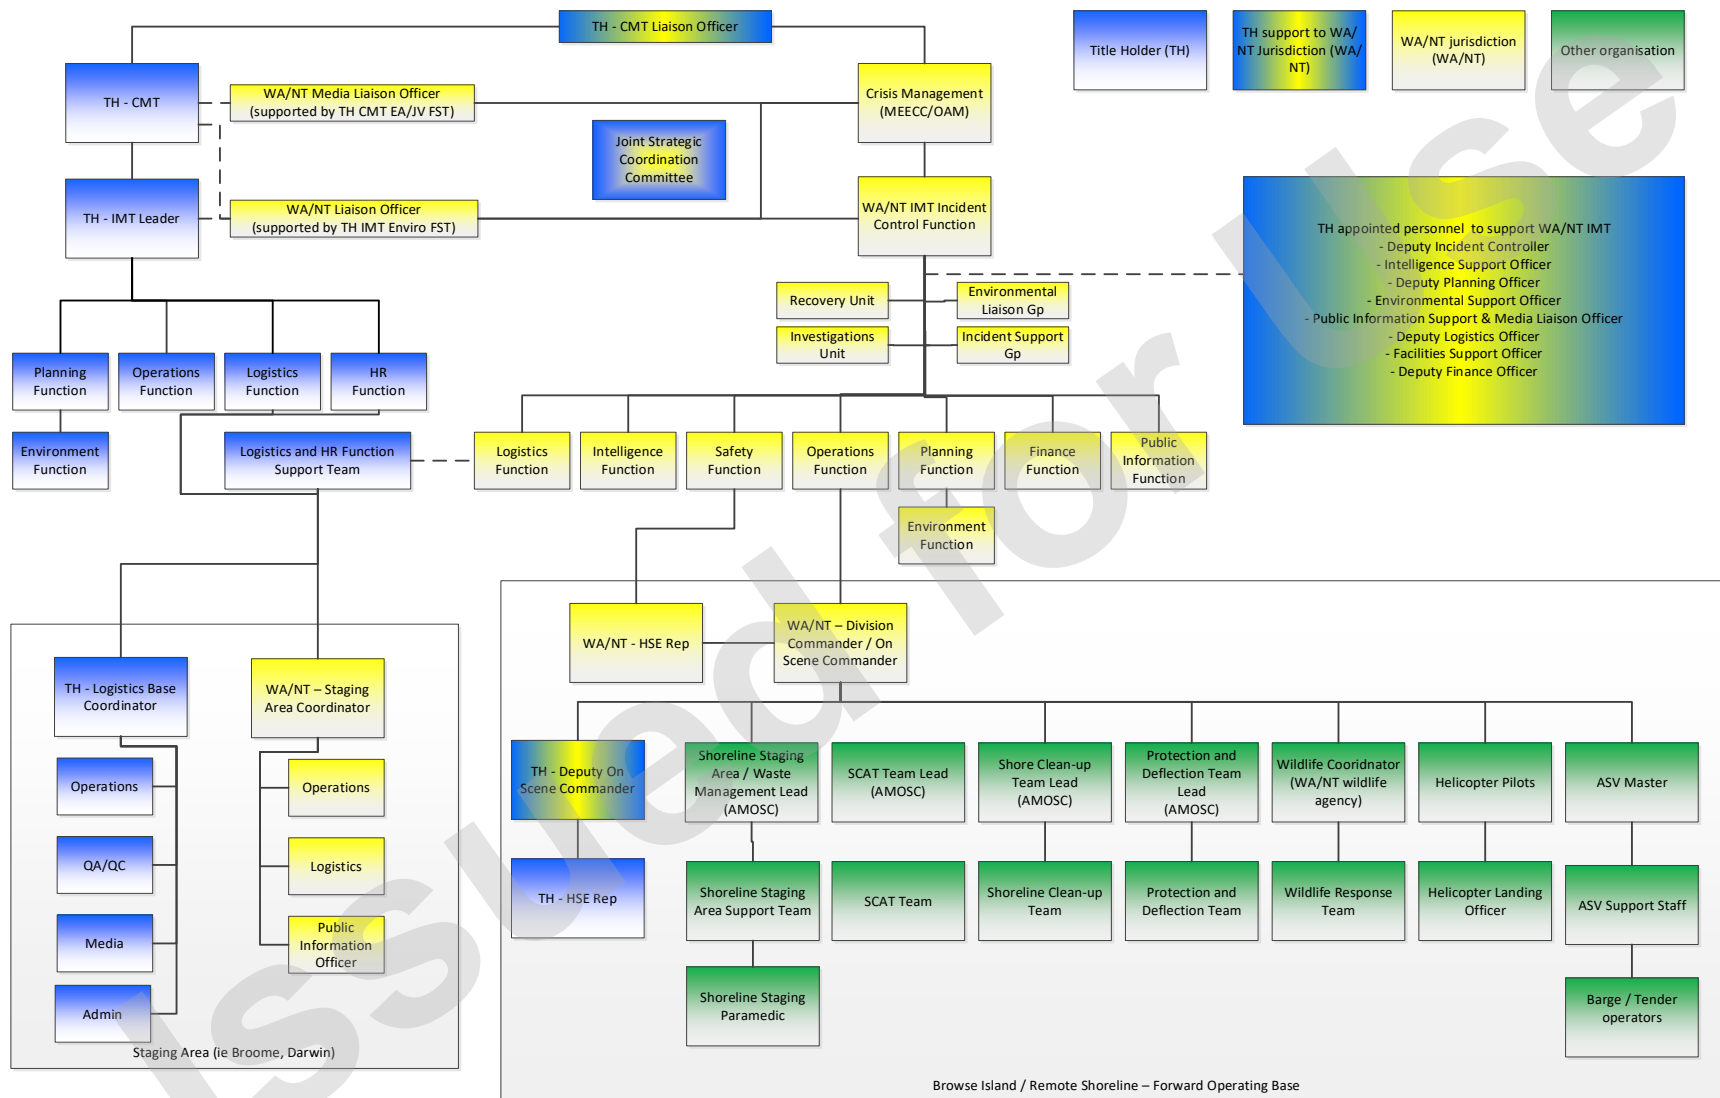 TH - CMT Liaison Officer
Title Holder (TH)
TH support to WA/
NT Jurisdiction (WA/
NT)
WA/NT jurisdiction
(WA/NT)
Other organisation
TH - CMT
WA/NT Media Liaison Officer
(supported by TH CMT EA/JV FST)
Crisis Management
(MEECC/OAM)
Joint Strategic
Coordination
Committee
TH - IMT Leader
WA/NT Liaison Officer
(supported by TH IMT Enviro FST)
WA/NT IMT Incident
Control Function
TH appointed personnel to support WA/NT IMT
- Deputy Incident Controller
- Intelligence Support Officer
- Deputy Planning Officer
- Environmental Support Officer
- Public Information Support & Media Liaison Officer
- Deputy Logistics Officer
- Facilities Support Officer
- Deputy Finance Officer
Recovery Unit
Environmental
Liaison Gp
Investigations
Unit
Incident Support
Gp
Planning
Function
Operations
Function
Logistics
Function
HR
Function
Environment
Function
Logistics and HR Function
Support Team
Logistics
Function
Intelligence
Function
Safety
Function
Operations
Function
Planning
Function
Finance
Function
Public
Information
Function
Environment
Function
WA/NT - HSE Rep
WA/NT – Division
Commander / On
Scene Commander
TH - Logistics Base
Coordinator
WA/NT – Staging
Area Coordinator
Operations
QA/QC
Media
Admin
Operations
Logistics
Public
Information
Officer
Staging Area (ie Broome, Darwin)
TH - Deputy On
Scene Commander
Shoreline Staging
Area / Waste
Management Lead
(AMOSC)
SCAT Team Lead
(AMOSC)
Shore Clean-up
Team Lead
(AMOSC)
Protection and
Deflection Team
Lead
(AMOSC)
Wildlife Cooridnator
(WA/NT wildlife
agency)
Helicopter Pilots
ASV Master
TH - HSE Rep
Shoreline Staging
Area Support Team
SCAT Team
Shoreline Clean-up
Team
Protection and
Deflection Team
Wildlife Response
Team
Helicopter Landing
Officer
ASV Support Staff
Shoreline Staging
Paramedic
Barge / Tender
operators
Browse Island / Remote Shoreline – Forward Operating Base
Issued for Use